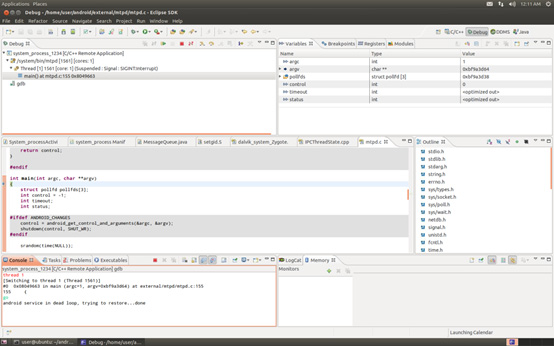 Applications Places
12:11 AM
Debug - /home/user/android/external/mtpd/mtpd.c - Eclipse SDK
File Edit Source Navigate Search Project Run Window Help
C/C++ Debug DDMS Java
Debug
system_process_1234 [C/C++ Remote Application]
/system/bin/mtpd [1561] [cores: 1]
Thread [1] 1561 [core: 1] (Suspended : Signal : SIGINT:Interrupt)
main() at mtpd.c:155 0x8049663
gdb
Variables Breakpoints Registers Modules
Name Type Value
argc int 1
argv char ** 0xbf9a3d64
pollfds struct pollfd [3] 0xbf9a3d38
control int 0
timeout int <optimized out>
status int <optimized out>
system_processActivi system_process Manif MessageQueue.java setgid.S dalvik_system_Zygote. IPCThreadState.cpp mtpd.c
return control;
}
#endif
int main(int argc, char **argv)
{
struct pollfd pollfds[3];
int control = -1;
int timeout;
int status;
#ifdef ANDROID_CHANGES
control = android_get_control_and_arguments(&argc, &argv);
shutdown(control, SHUT_WR);
#endif
srandom(time(NULL));
Outline
stdio.h
stdlib.h
stdarg.h
string.h
errno.h
sys/types.h
sys/socket.h
sys/poll.h
sys/wait.h
netdb.h
signal.h
unistd.h
fcntl.h
time.h
Console Tasks Problems Executables
system_process_1234 [C/C++ Remote Application] gdb
thread 1
[Switching to thread 1 (Thread 1561)]
#0 0x08049663 in main (argc=1, argv=0xbf9a3d64) at external/mtpd/mtpd.c:155
155 {
android service in dead loop, trying to restore...done
LogCat Memory
Monitors
Launching Calendar
user@ubuntu: ~/andr...
Debug - /home/user/a...